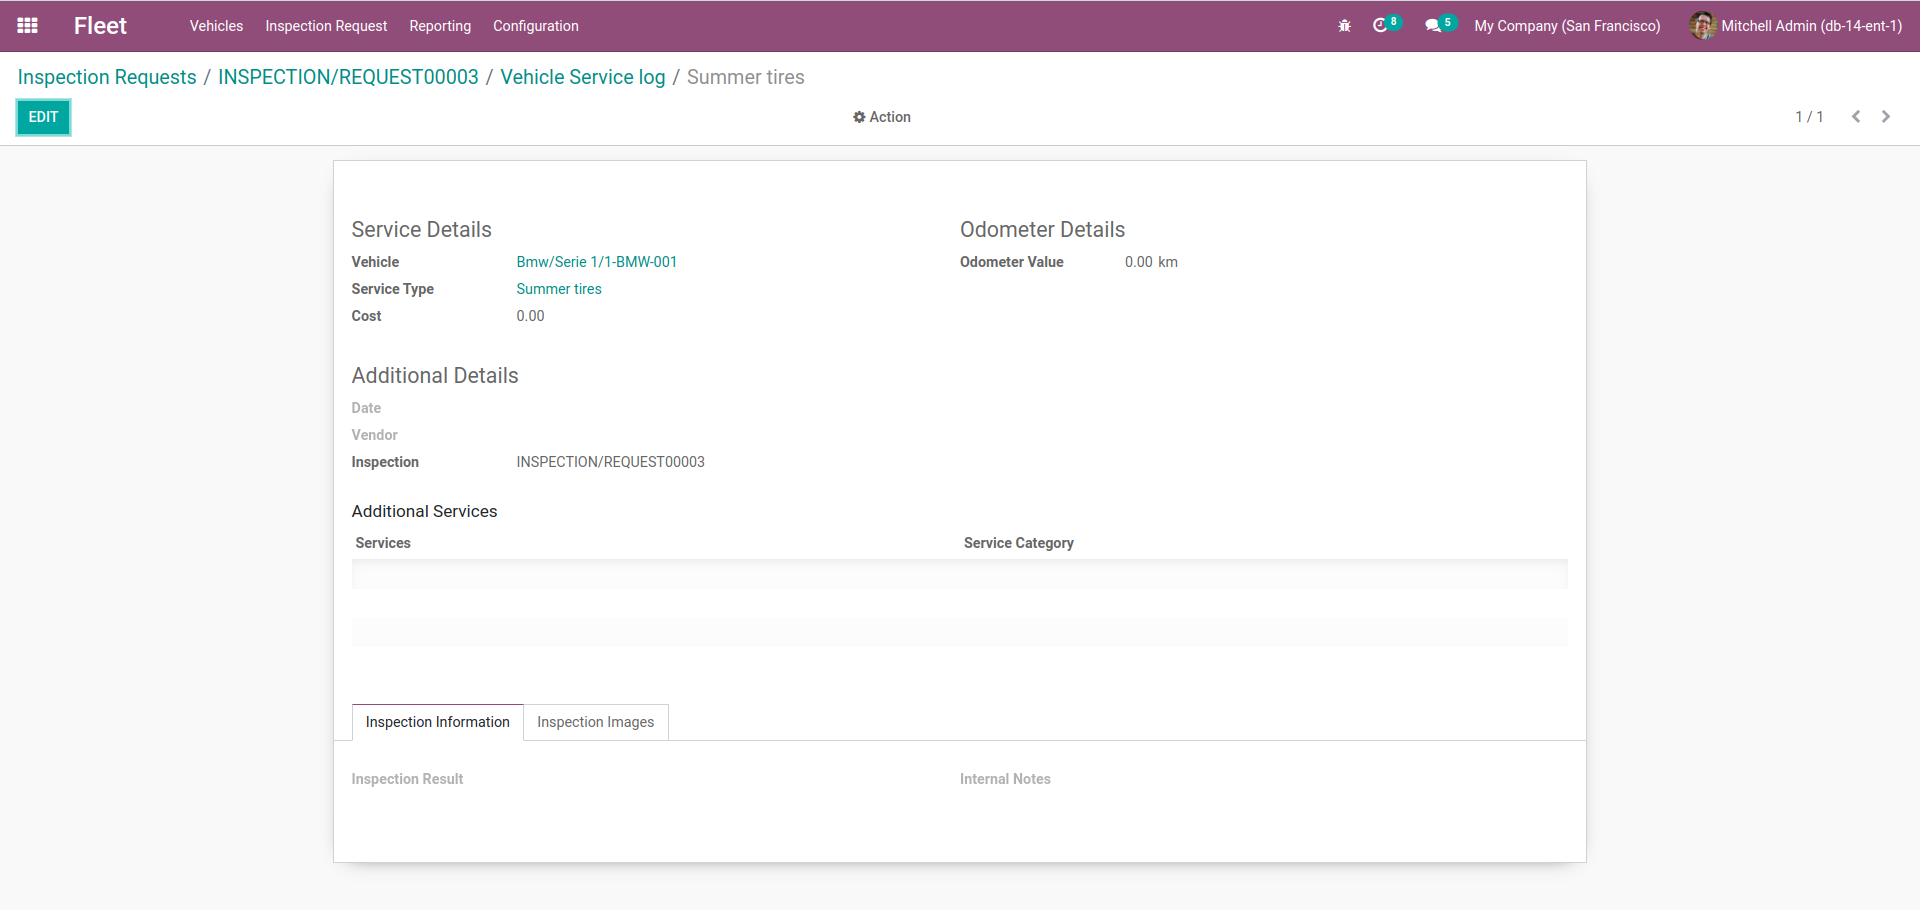 Fleet Vehicles Inspection Request Reporting Configuration 8 5 My Company (San Francisco) Mitchell Admin (db-14-ent-1)
Inspection Requests / INSPECTION/REQUEST00003 / Vehicle Service log / Summer tires
EDIT Action 1 / 1
Service Details Odometer Details
Vehicle Bmw/Serie 1/1-BMW-001 Odometer Value 0.00 km
Service Type Summer tires
Cost 0.00
Additional Details
Date
Vendor
Inspection INSPECTION/REQUEST00003
Additional Services
Services Service Category
Inspection Information Inspection Images
Inspection Result Internal Notes